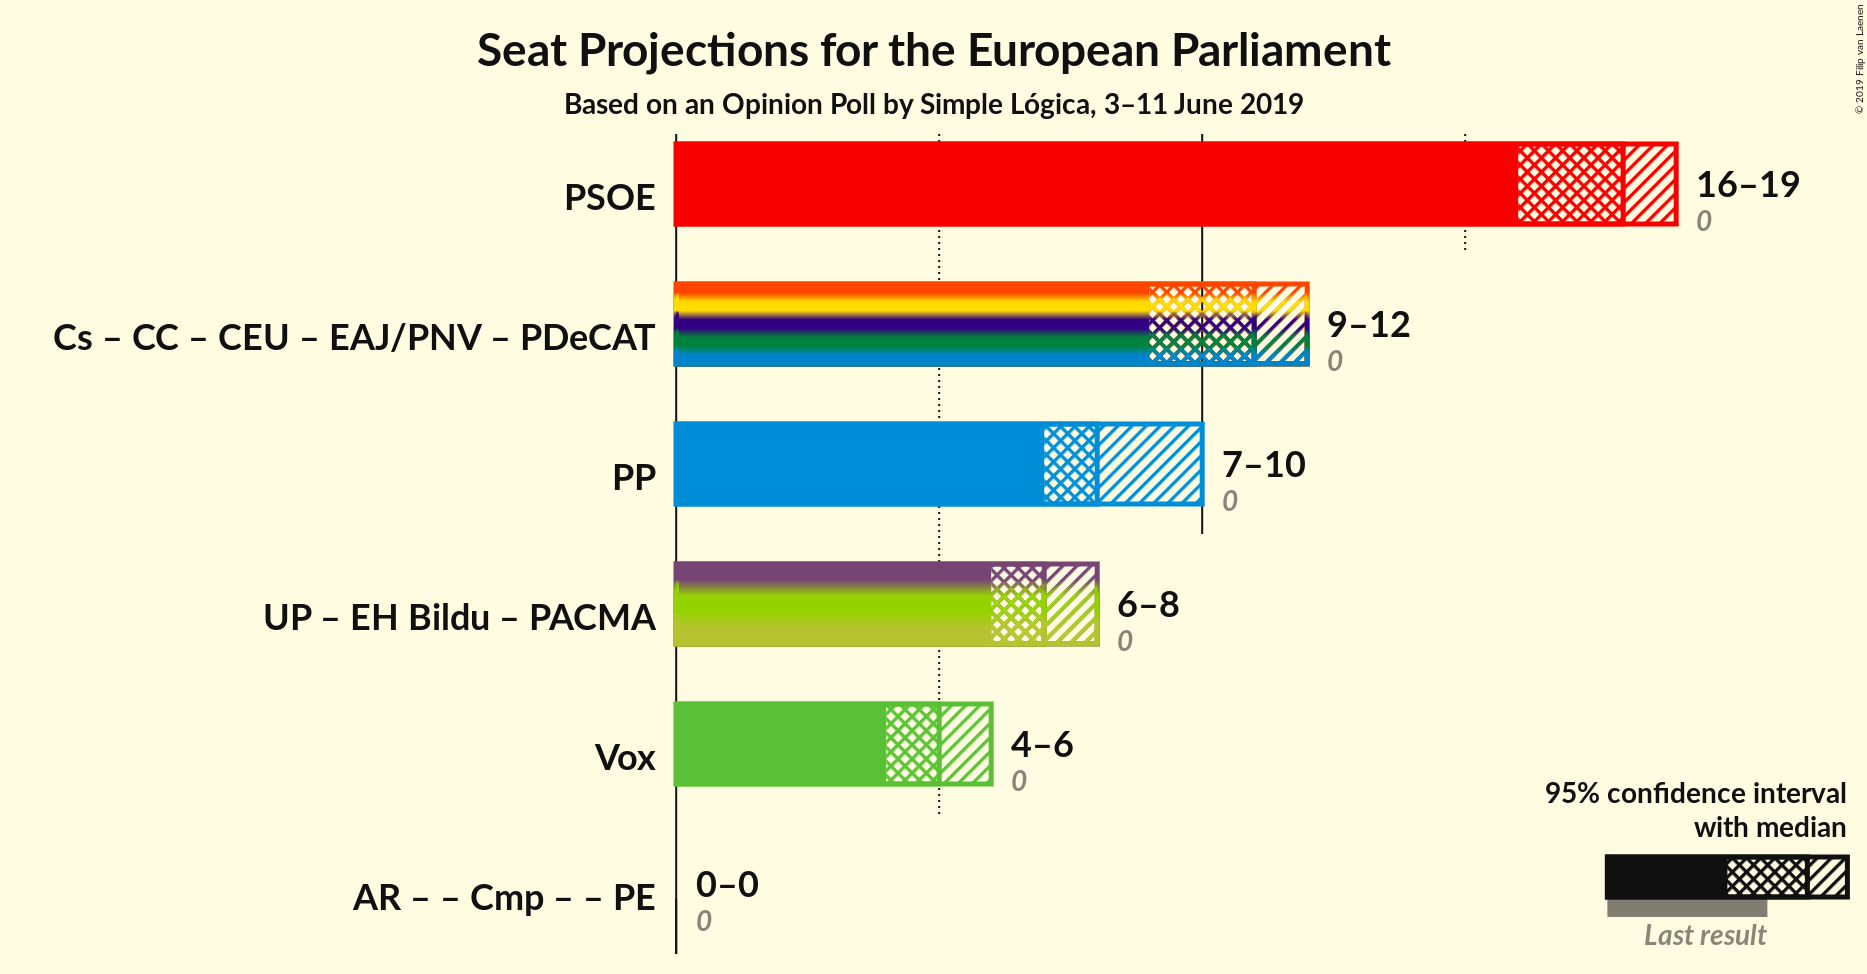 Seat Projections for the European Parliament
Based on an Opinion Poll by Simple Lógica, 3–11 June 2019
© 2019 Filip van Laenen
PSOE
16–19
0
Cs – CC – CEU – EAJ/PNV – PDeCAT
9–12
0
PP
7–10
0
UP – EH Bildu – PACMA
6–8
0
Vox
4–6
0
AR – – Cmp – – PE
0–0
0
95% confidence interval
with median
Last result